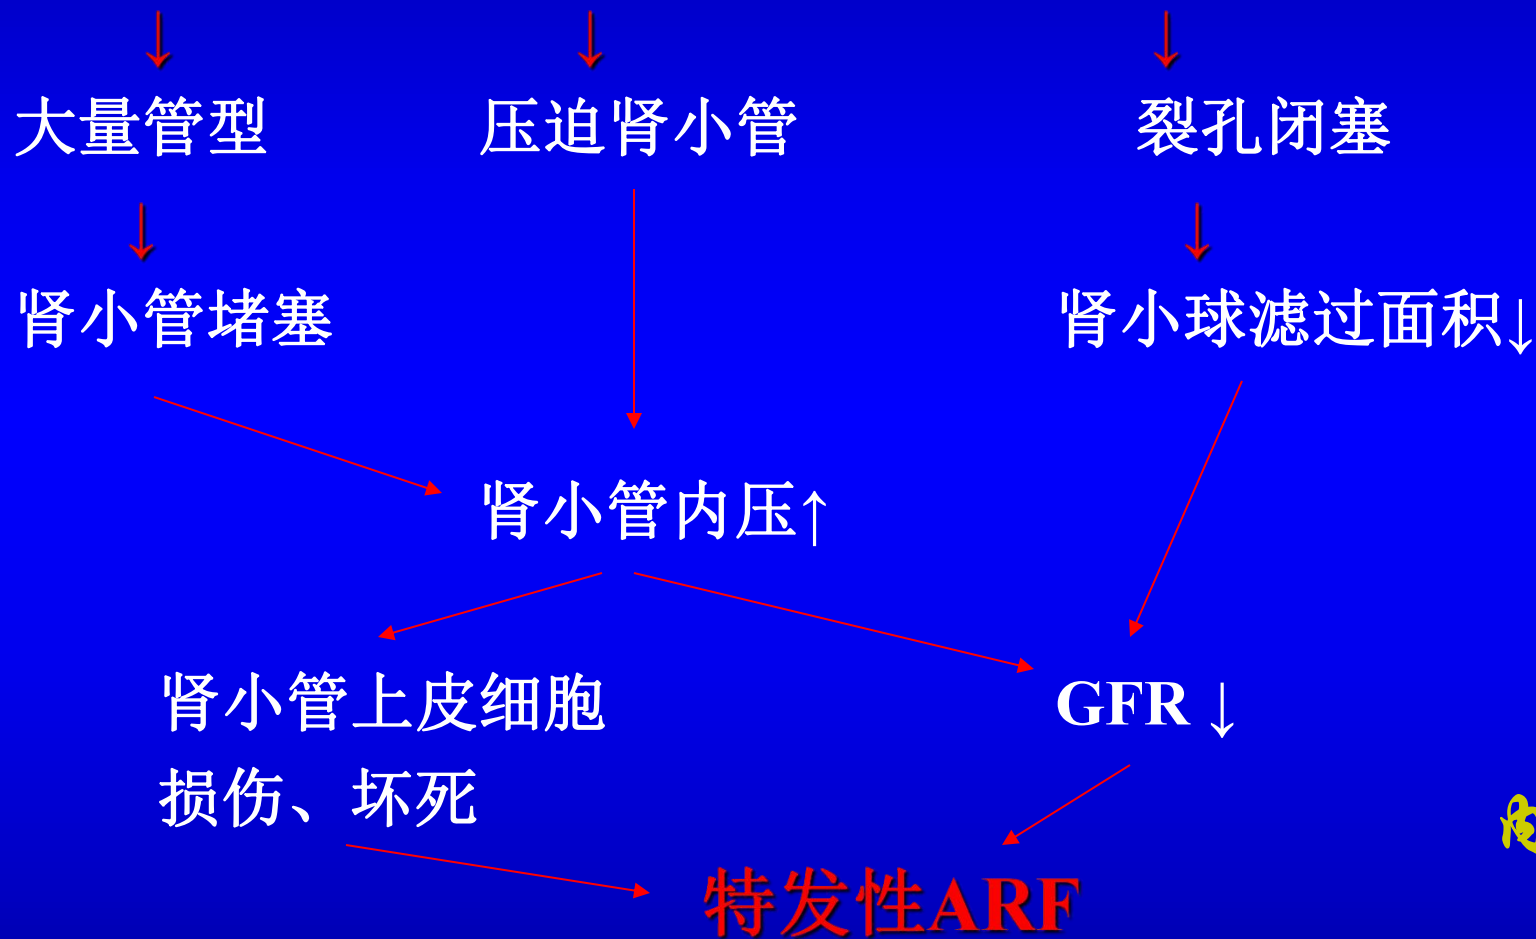 ↓ ↓ ↓
大量管型 压迫肾小管 裂孔闭塞
↓ ↓
肾小管堵塞 肾小球滤过面积↓
肾小管内压↑
肾小管上皮细胞 GFR ↓
损伤、坏死
特发性ARF